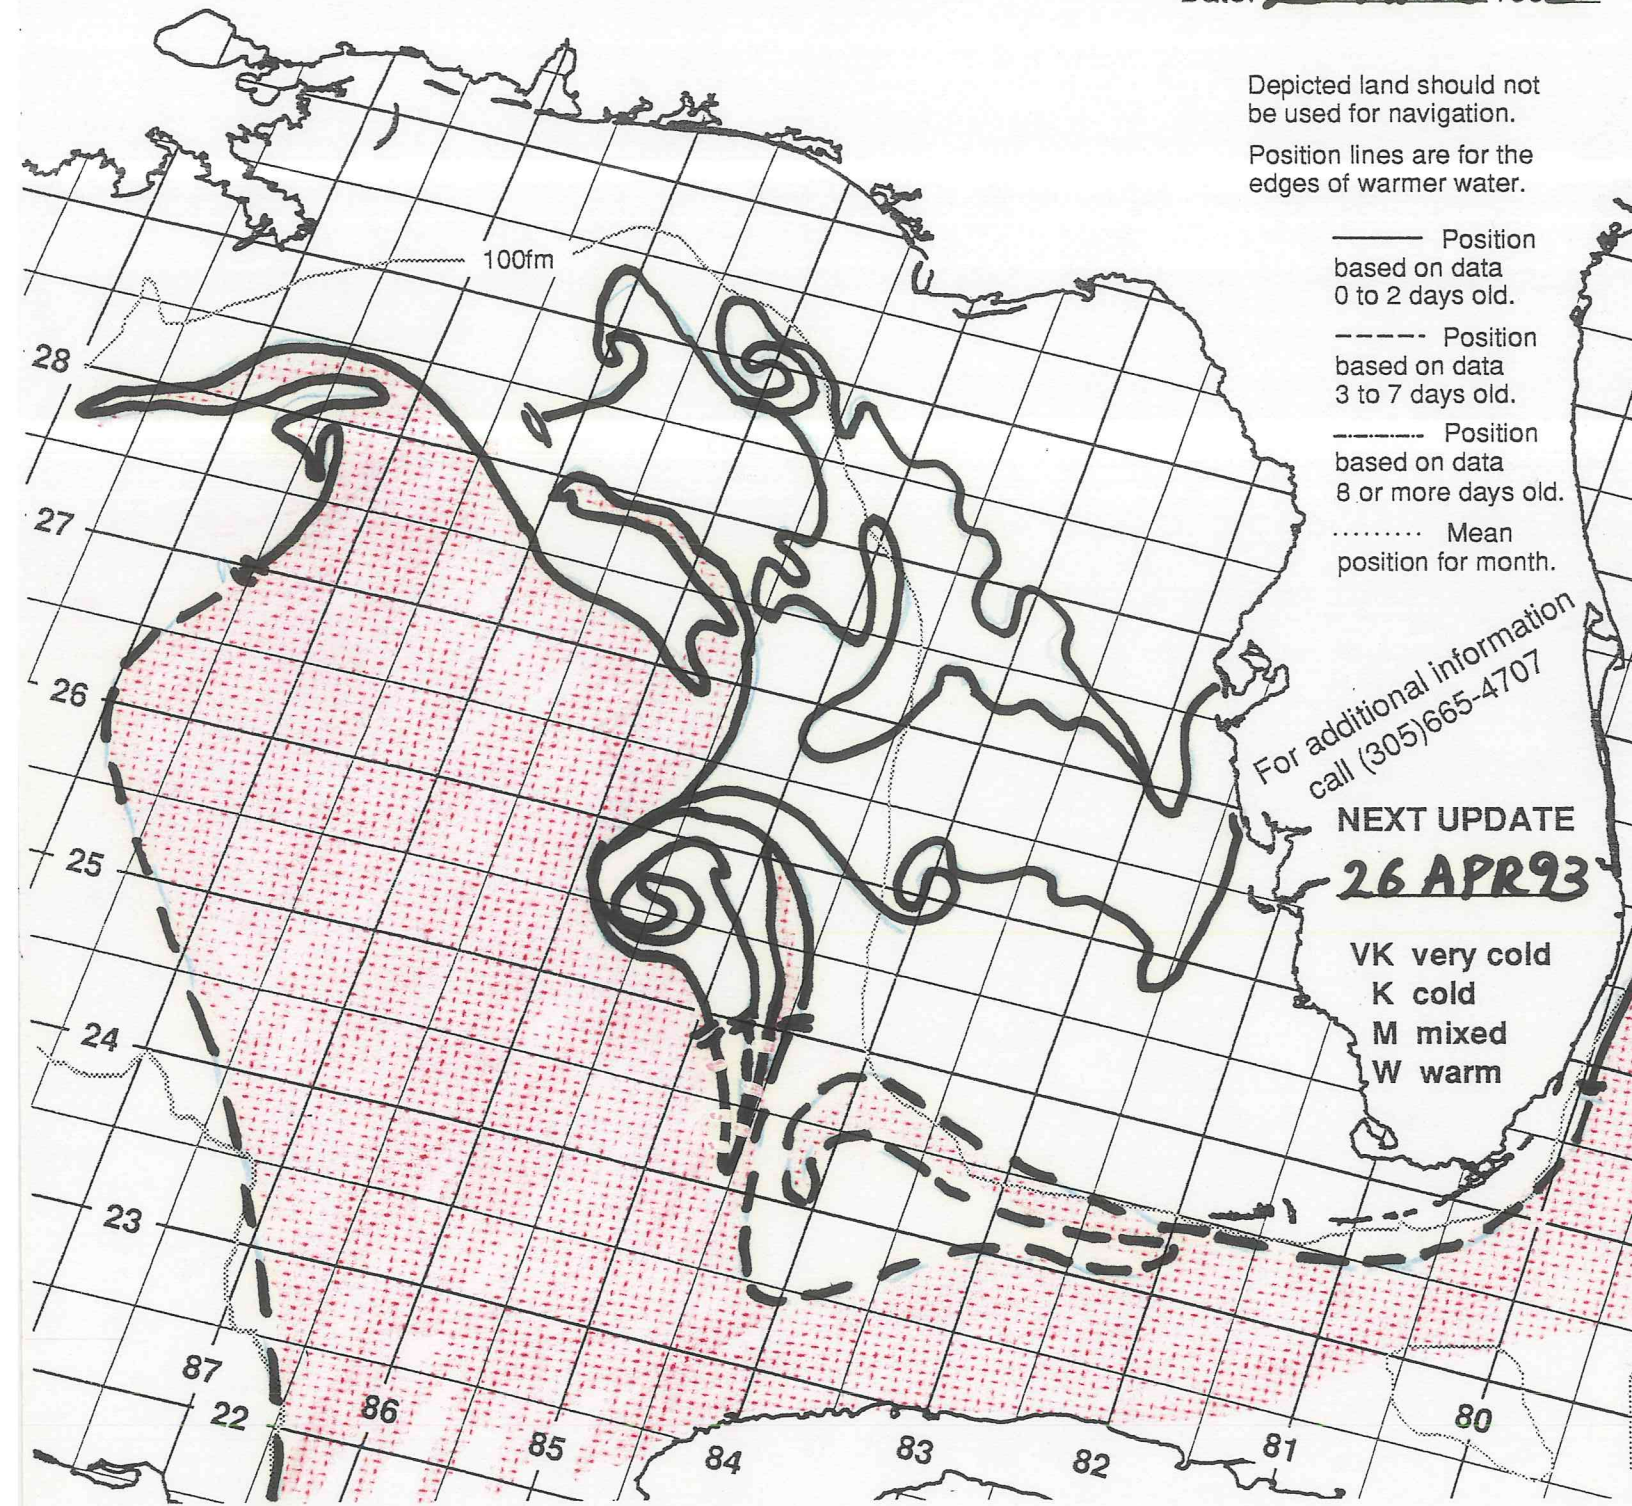 Depicted land should not
be used for navigation.
Position lines are for the
edges of warmer water.
Position
based on data
0 to 2 days old.
Position
based on data
3 to 7 days old.
Position
based on data
8 or more days old.
Mean
position for month.
100fm
28
27
26
25
24
23
22
87
86
85
84
83
82
81
80
For additional information
call (305)665-4707
NEXT UPDATE
26 APR93
VK very cold
K cold
M mixed
W warm